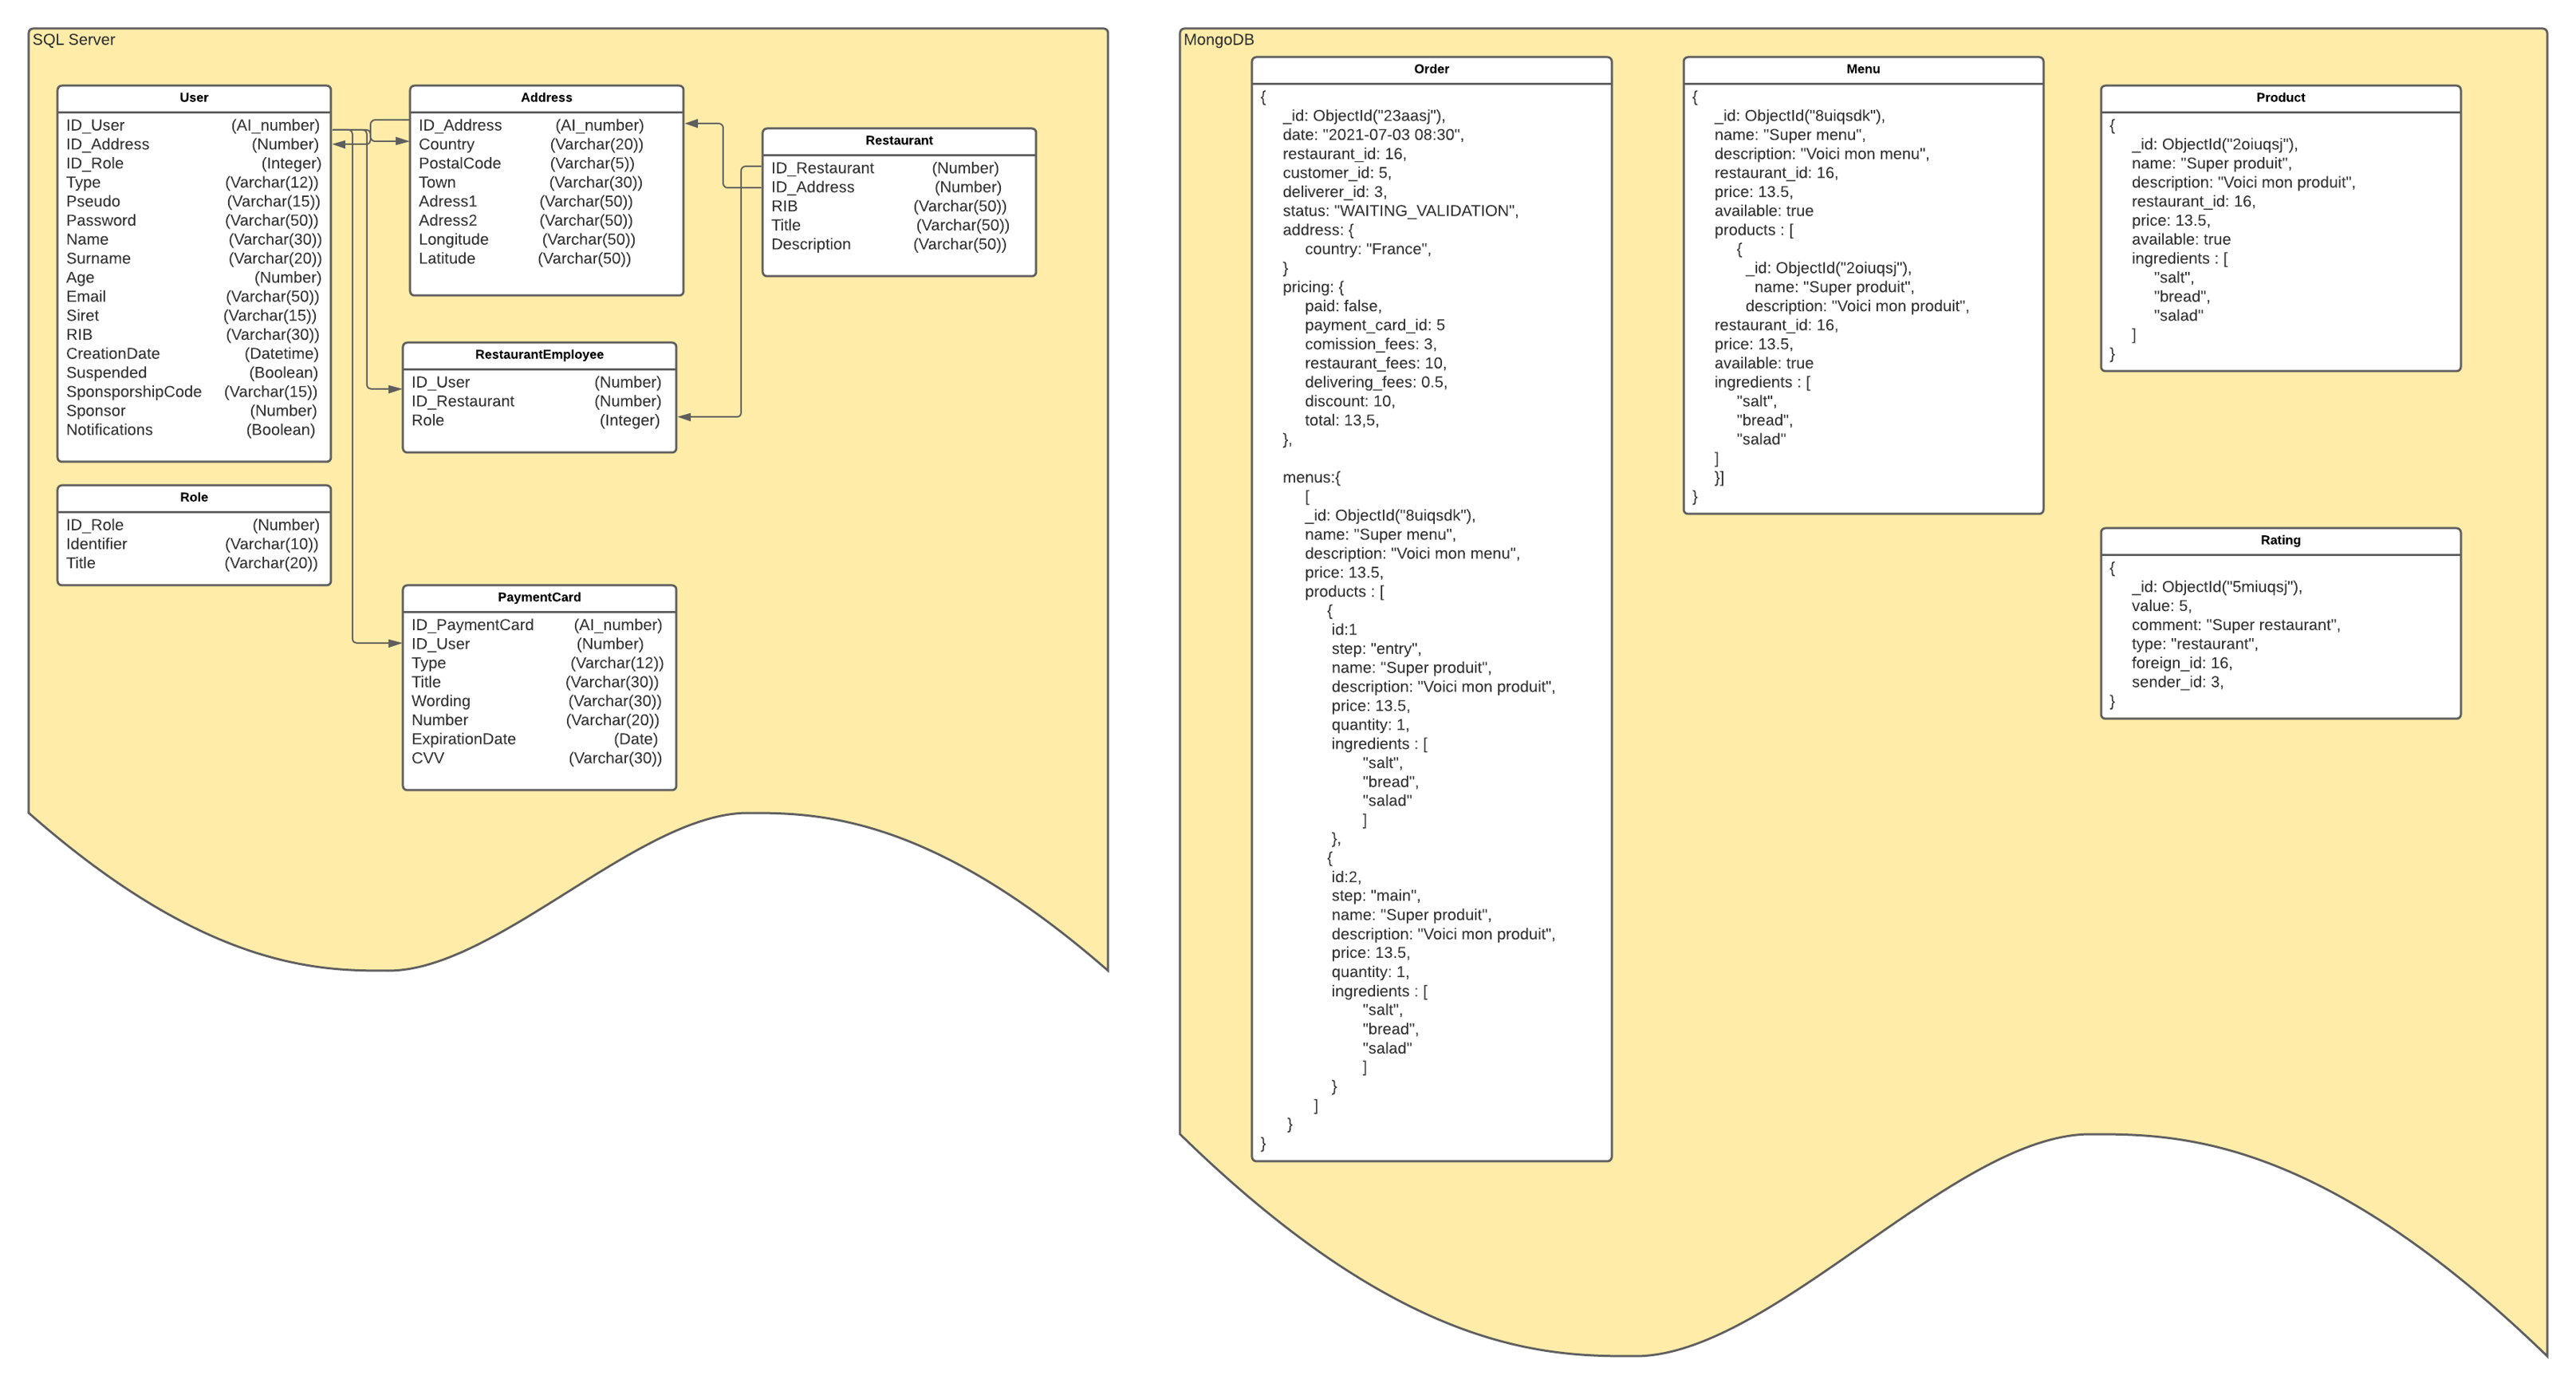 SQL Server
User
ID_User (AI_number)
ID_Address (Number)
ID_Role (Integer)
Type (Varchar(12))
Pseudo (Varchar(15))
Password (Varchar(50))
Name (Varchar(30))
Surname (Varchar(20))
Age (Number)
Email (Varchar(50))
Siret (Varchar(15))
RIB (Varchar(30))
CreationDate (Datetime)
Suspended (Boolean)
SponsporshipCode (Varchar(15))
Sponsor (Number)
Notifications (Boolean)
Role
ID_Role (Number)
Identifier (Varchar(10))
Title (Varchar(20))
Address
ID_Address (AI_number)
Country (Varchar(20))
PostalCode (Varchar(5))
Town (Varchar(30))
Adress1 (Varchar(50))
Adress2 (Varchar(50))
Longitude (Varchar(50))
Latitude (Varchar(50))
RestaurantEmployee
ID_User (Number)
ID_Restaurant (Number)
Role (Integer)
PaymentCard
ID_PaymentCard (AI_number)
ID_User (Number)
Type (Varchar(12))
Title (Varchar(30))
Wording (Varchar(30))
Number (Varchar(20))
ExpirationDate (Date)
CVV (Varchar(30))
Restaurant
ID_Restaurant (Number)
ID_Address (Number)
RIB (Varchar(50))
Title (Varchar(50))
Description (Varchar(50))
MongoDB
Order
{
_id: ObjectId("23aasj"),
date: "2021-07-03 08:30",
restaurant_id: 16,
customer_id: 5,
deliverer_id: 3,
status: "WAITING_VALIDATION",
address: {
country: "France",
}
pricing: {
paid: false,
payment_card_id: 5
comission_fees: 3,
restaurant_fees: 10,
delivering_fees: 0.5,
discount: 10,
total: 13,5,
},
menus:{
[
_id: ObjectId("8uiqsdk"),
name: "Super menu",
description: "Voici mon menu",
price: 13.5,
products : [
{
id:1
step: "entry",
name: "Super produit",
description: "Voici mon produit",
price: 13.5,
quantity: 1,
ingredients : [
"salt",
"bread",
"salad"
]
},
{
id:2,
step: "main",
name: "Super produit",
description: "Voici mon produit",
price: 13.5,
quantity: 1,
ingredients : [
"salt",
"bread",
"salad"
]
}
]
}
}
Menu
{
_id: ObjectId("8uiqsdk"),
name: "Super menu",
description: "Voici mon menu",
restaurant_id: 16,
price: 13.5,
available: true
products : [
{
_id: ObjectId("2oiuqsj"),
name: "Super produit",
description: "Voici mon produit",
restaurant_id: 16,
price: 13.5,
available: true
ingredients : [
"salt",
"bread",
"salad"
]
}]
}
Product
{
_id: ObjectId("2oiuqsj"),
name: "Super produit",
description: "Voici mon produit",
restaurant_id: 16,
price: 13.5,
available: true
ingredients : [
"salt",
"bread",
"salad"
]
}
Rating
{
_id: ObjectId("5miuqsj"),
value: 5,
comment: "Super restaurant",
type: "restaurant",
foreign_id: 16,
sender_id: 3,
}